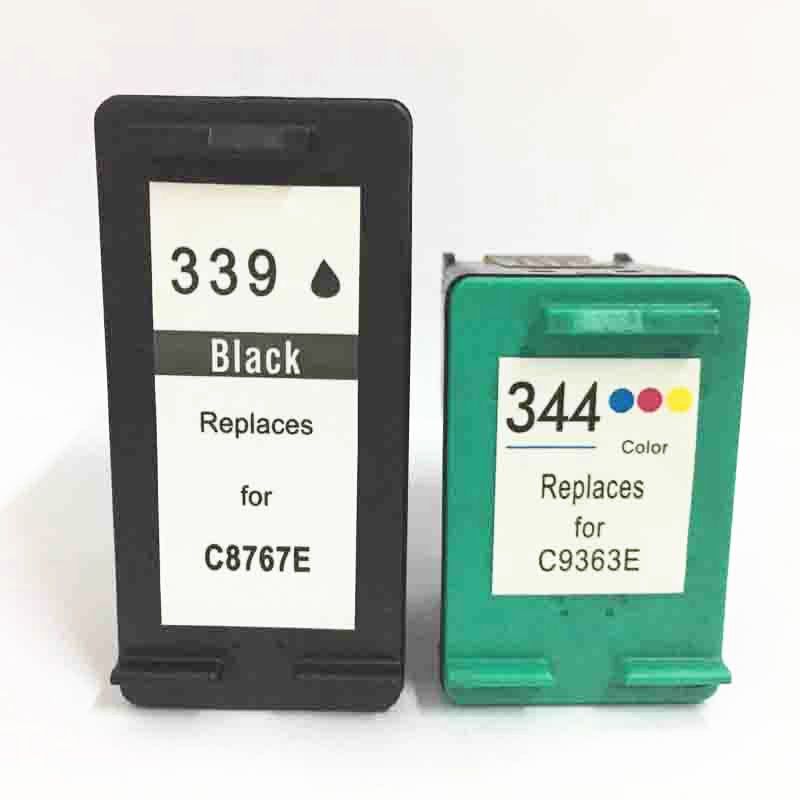 339
Black
Replaces
for
C8767E
344
Color
Replaces
for
C9363E